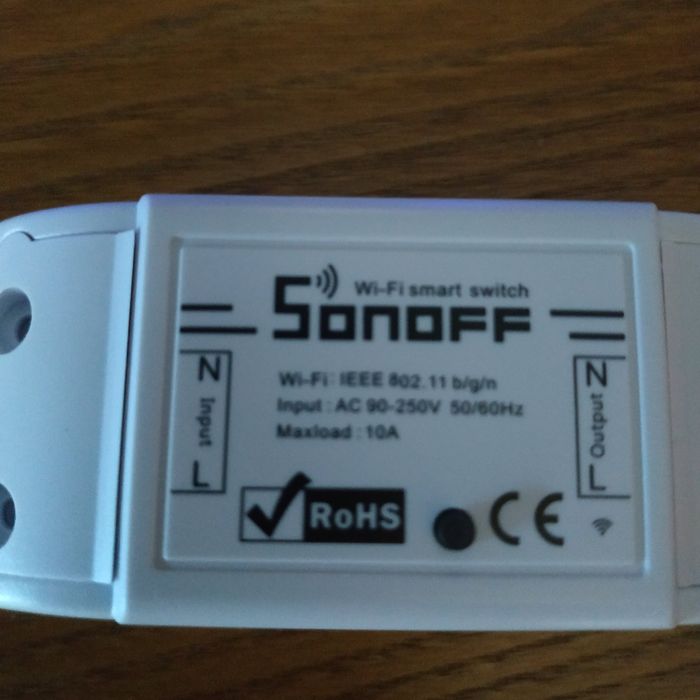 Wi-Fi smart switch
SONOFF
Wi-Fi: IEEE 802.11 b/g/n
Input : AC 90-250V 50/60Hz
Maxload : 10A
N Input L
N Output L
RoHS
CE